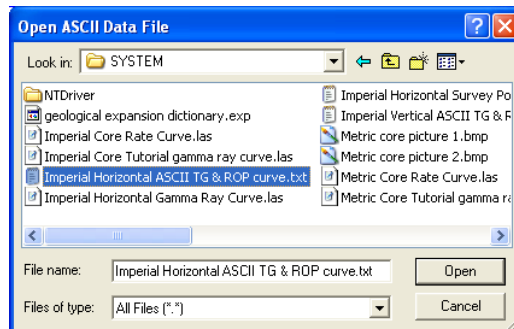 Open ASCII Data File
Look in: SYSTEM
NTDriver
geological expansion dictionary.exp
Imperial Core Rate Curve.las
Imperial Core Tutorial gamma ray curve.las
Imperial Horizontal ASCII TG & ROP curve.txt
Imperial Horizontal Gamma Ray Curve.las
Imperial Horizontal Survey Po
Imperial Vertical ASCII TG & R
Metric core picture 1.bmp
Metric core picture 2.bmp
Metric Core Rate Curve.las
Metric Core Tutorial gamma ra
File name: Imperial Horizontal ASCII TG & ROP curve.txt Open
Files of type: All Files (*.*) Cancel